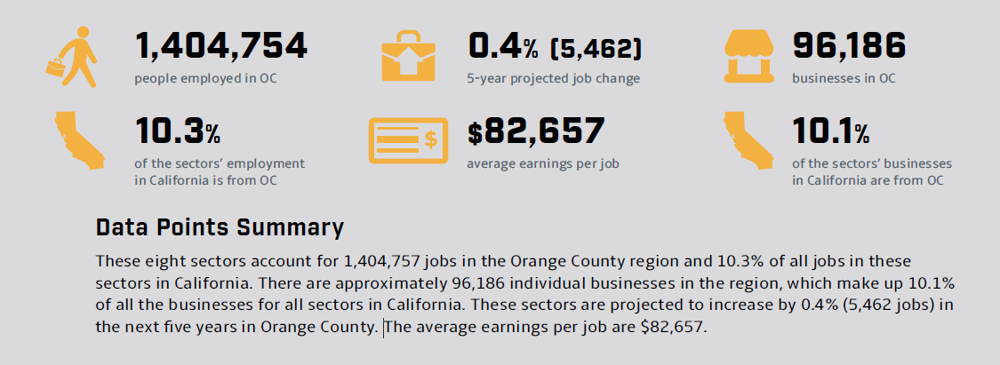 1,404,754
people employed in OC
0.4% (5,462)
5-year projected job change
96,186
businesses in OC
10.3%
of the sectors' employment
in California is from OC
$
$82,657
average earnings per job
10.1%
of the sectors' businesses
in California are from OC
Data Points Summary
These eight sectors account for 1,404,757 jobs in the Orange County region and 10.3% of all jobs in these
sectors in California. There are approximately 96,186 individual businesses in the region, which make up 10.1%
of all the businesses for all sectors in California. These sectors are projected to increase by 0.4% (5,462 jobs) in
the next five years in Orange County. The average earnings per job are $82,657.